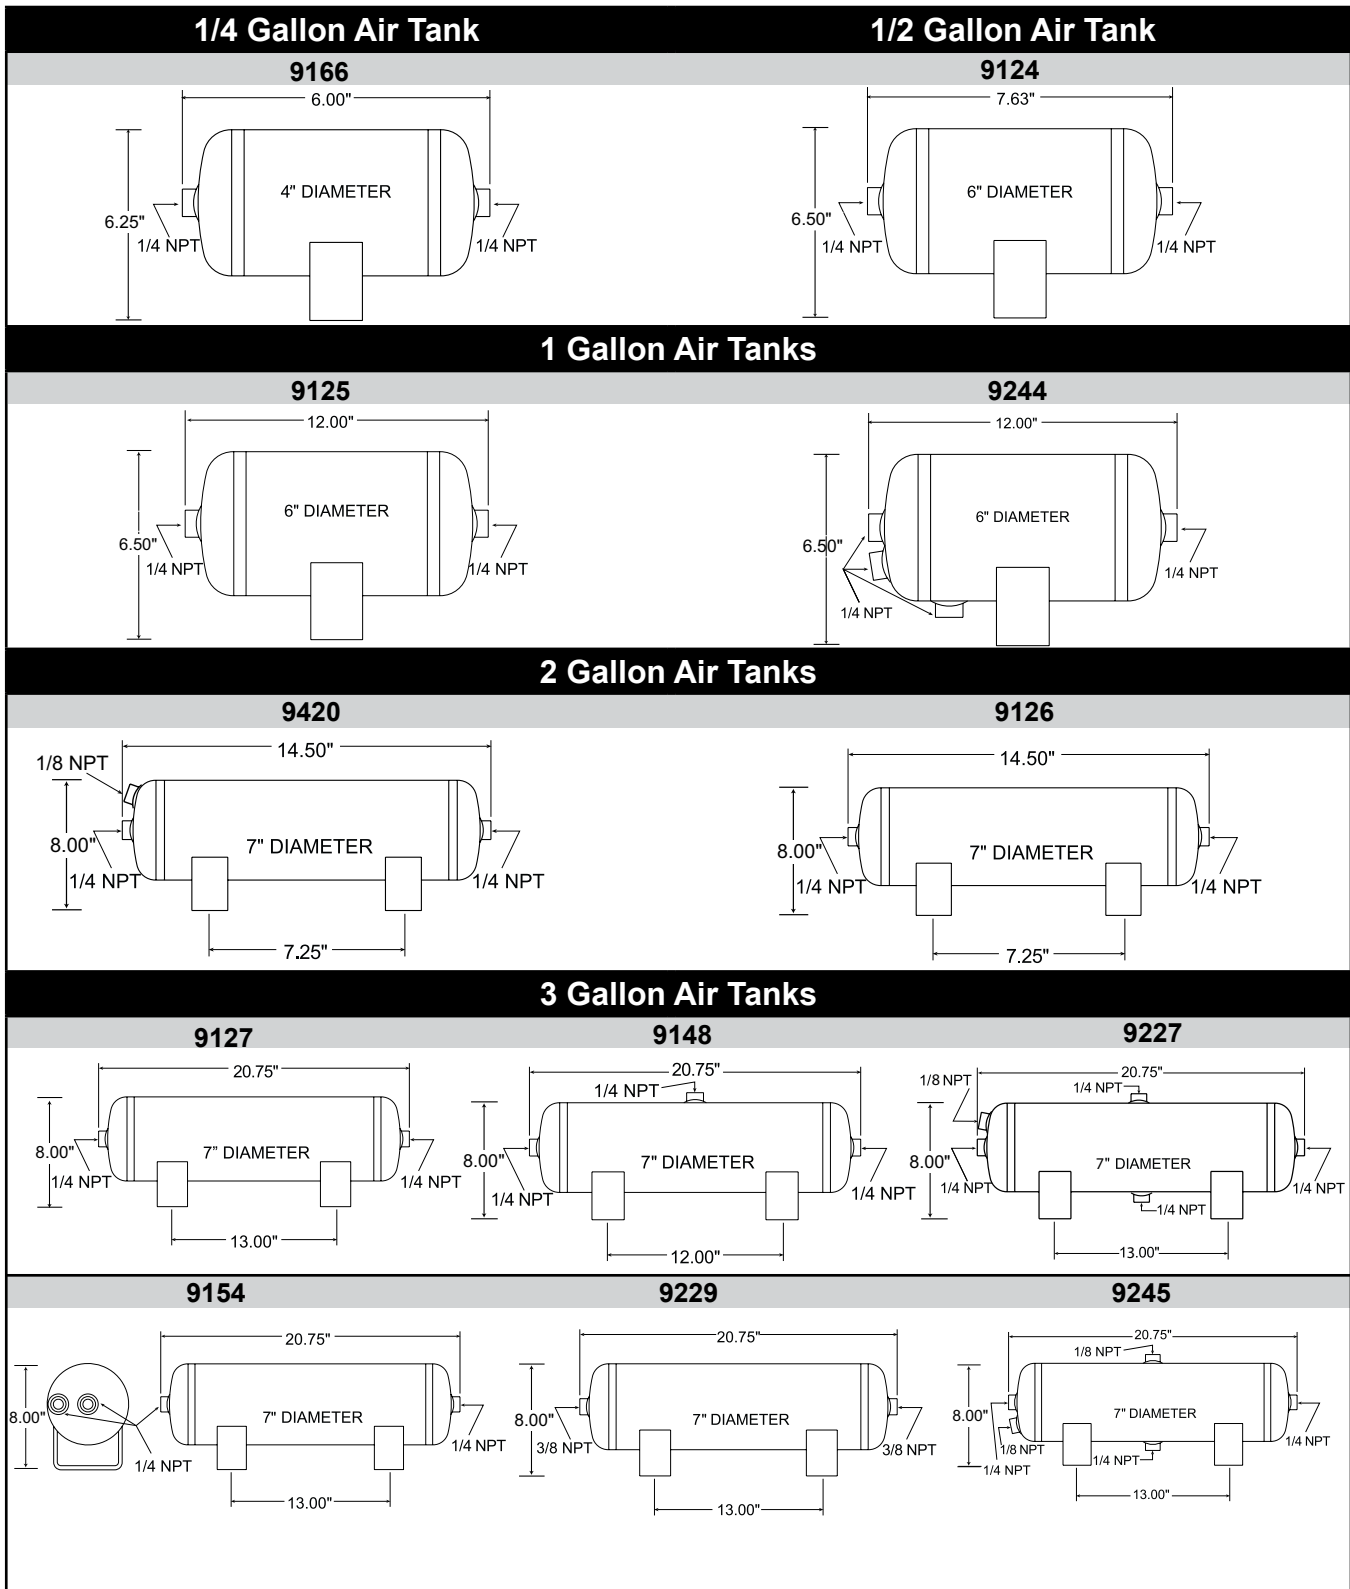 1/4 Gallon Air Tank
1/2 Gallon Air Tank
9166
9124
6.00"
4" DIAMETER
6.25"
1/4 NPT
1/4 NPT
7.63"
6" DIAMETER
6.50"
1/4 NPT
1/4 NPT
1 Gallon Air Tanks
9125
9244
12.00"
6" DIAMETER
6.50"
1/4 NPT
1/4 NPT
12.00"
6" DIAMETER
6.50"
1/4 NPT
1/4 NPT
2 Gallon Air Tanks
9420
9126
14.50"
1/8 NPT
8.00"
7" DIAMETER
1/4 NPT
1/4 NPT
7.25"
14.50"
8.00"
7" DIAMETER
1/4 NPT
1/4 NPT
7.25"
3 Gallon Air Tanks
9127
9148
9227
20.75"
8.00"
7” DIAMETER
1/4 NPT
1/4 NPT
13.00"
20.75"
1/4 NPT
8.00"
7" DIAMETER
1/4 NPT
1/4 NPT
12.00"
20.75"
1/8 NPT
1/4 NPT
8.00"
7" DIAMETER
1/4 NPT
1/4 NPT
1/4 NPT
13.00"
9154
9229
9245
20.75"
8.00"
7" DIAMETER
1/4 NPT
1/4 NPT
13.00"
20.75"
8.00"
7" DIAMETER
3/8 NPT
3/8 NPT
13.00"
20.75"
1/8 NPT
8.00"
7" DIAMETER
1/4 NPT
1/8 NPT
1/4 NPT
1/4 NPT
13.00"